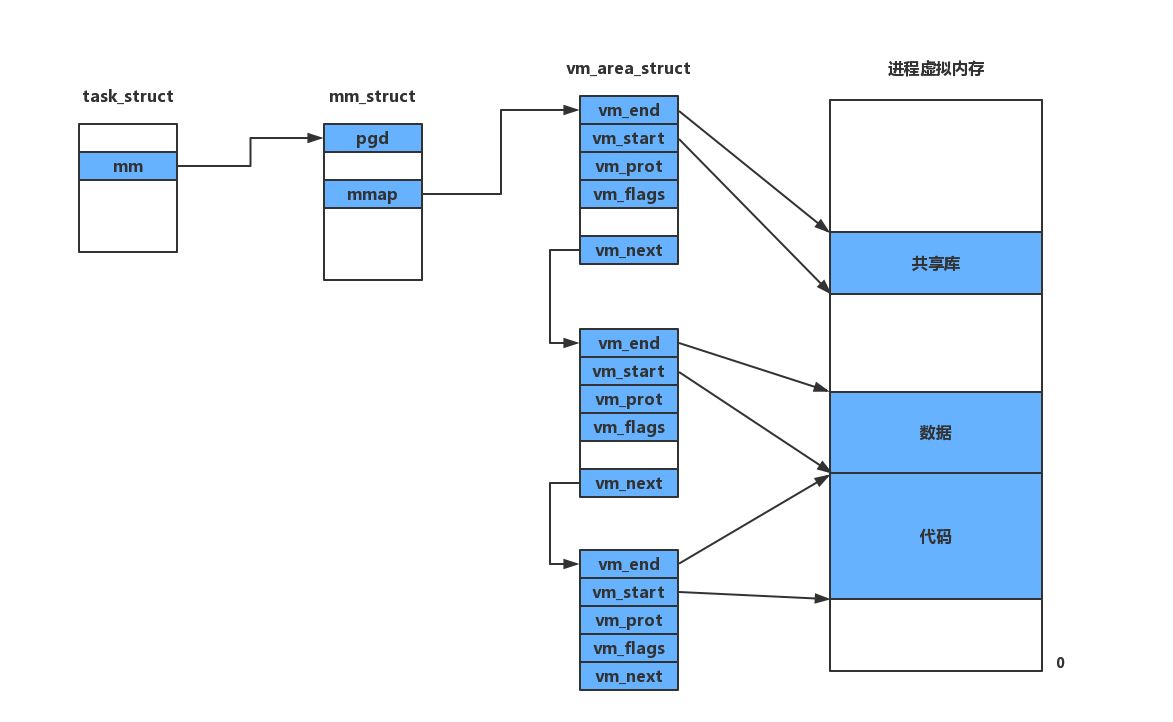 task_struct
mm
mm_struct
pgd
mmap
vm_area_struct
vm_end
vm_start
vm_prot
vm_flags
vm_next
vm_end
vm_start
vm_prot
vm_flags
vm_next
vm_end
vm_start
vm_prot
vm_flags
vm_next
进程虚拟内存
共享库
数据
代码
0